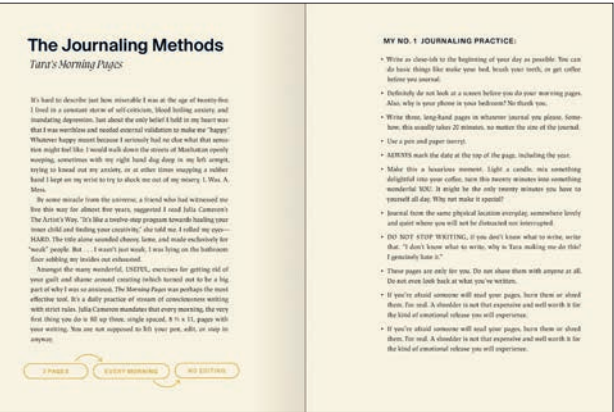 The Journaling Methods
Tara's Morning Pages
It's hard to describe just how miserable I was at the age of twenty-five
I lived in a constant storm of self-criticism, blood boiling anxiety, and
inundating depression. Just about the only belief I held in my heart was
that I was worthless and needed external validation to make me "happy."
Whatever happy meant because I seriously had no clue what that sensa-
tion might feel like. I would walk down the streets of Manhattan openly
weeping, sometimes with my right hand dug deep in my left armpit,
trying to knead out my anxiety, or at other times snapping a rubber
band I kept on my wrist to try to shock me out of my misery. I. Was. A.
Mess.
By some miracle from the universe, a friend who had witnessed me
live this way for almost five years, suggested I read Julia Cameron's
The Artist's Way. "It's like a twelve-step program towards healing your
inner child and finding your creativity," she told me. I rolled my eyes—
HARD. The title alone sounded cheesy, lame, and made exclusively for
"weak" people. But . . . I wasn't just weak, I was lying on the bathroom
floor sobbing my insides out exhausted.
Amongst the many wonderful, USEFUL, exercises for getting rid of
your guilt and shame around creating (which turned out to be a big
part of why I was so anxious), The Morning Pages was perhaps the most
effective tool. It's a daily practice of stream of consciousness writing
with strict rules. Julia Cameron mandates that every morning, the very
first thing you do is fill up three, single spaced, 8 ½ x 11, pages with
your writing. You are not supposed to lift your pen, edit, or stop in
anyway.
3 PAGES
EVERY MORNING
NO EDITING
MY NO. 1 JOURNALING PRACTICE:
• Write as close-ish to the beginning of your day as possible. You can
do basic things like make your bed, brush your teeth, or get coffee
before you journal.
• Definitely do not look at a screen before you do your morning pages.
Also, why is your phone in your bedroom? No thank you.
• Write three, long-hand pages in whatever journal you please. Some-
how, this usually takes 20 minutes, no matter the size of the journal.
• Use a pen and paper (sorry).
• ALWAYS mark the date at the top of the page, including the year.
• Make this a luxurious moment. Light a candle, mix something
delightful into your coffee, turn this twenty minutes into something
wonderful YOU. It might be the only twenty minutes you have to
yourself all day. Why not make it special?
• Journal from the same physical location everyday, somewhere lovely
and quiet where you will not be distracted nor interrupted.
• DO NOT STOP WRITING, if you don't know what to write, write
that. "I don't know what to write, why is Tara making me do this?
I genuinely hate it."
• These pages are only for you. Do not share them with anyone at all.
Do not even look back at what you've written.
• If you're afraid someone will read your pages, burn them or shred
them. I'm real. A shoulder is not that expensive and well worth it for
the kind of emotional release you will experience.
• If you're afraid someone will read your pages, burn them or shred
them. I'm real. A shoulder is not that expensive and well worth it for
the kind of emotional release you will experience.